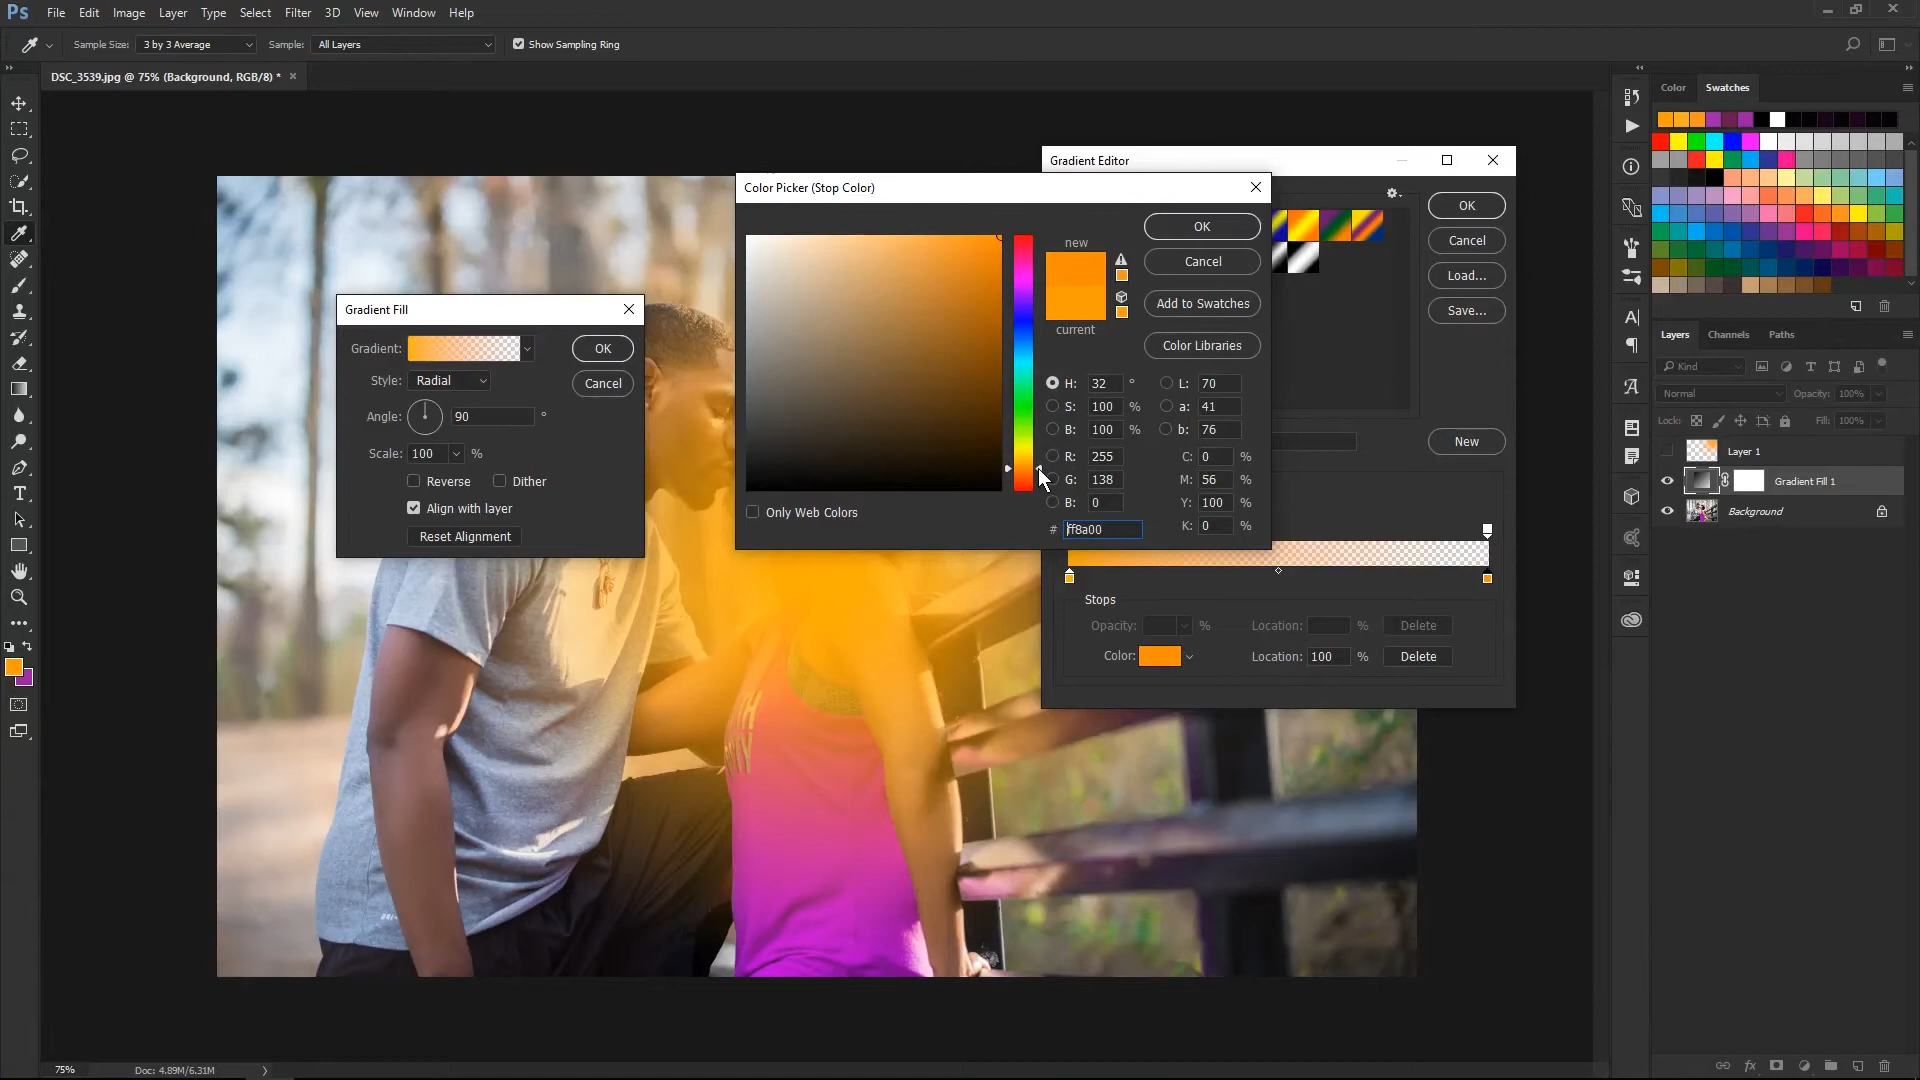 Ps File Edit Image Layer Type Select Filter 3D View Window Help
Sample Size: 3 by 3 Average Sample: All Layers Show Sampling Ring
DSC_3539.jpg @ 75% (Background, RGB/8) * ×
Color Swatches
Gradient Editor
OK
Cancel
Load...
Save...
New
Color Picker (Stop Color)
new
current
OK
Cancel
Add to Swatches
Color Libraries
H: 32 ° L: 70
S: 100 % a: 41
B: 100 % b: 76
R: 255 C: 0 %
G: 138 M: 56 %
B: 0 Y: 100 %
# ff8a00 K: 0 %
Only Web Colors
Gradient Fill
Gradient: OK
Style: Radial Cancel
Angle: 90 °
Scale: 100 %
Reverse Dither
Align with layer
Reset Alignment
Stops
Opacity: % Location: % Delete
Color: Location: 100 % Delete
Layers Channels Paths
Kind
Normal Opacity: 100%
Lock: Fill: 100%
Layer 1
Gradient Fill 1
Background
75% Doc: 4.89M/6.31M